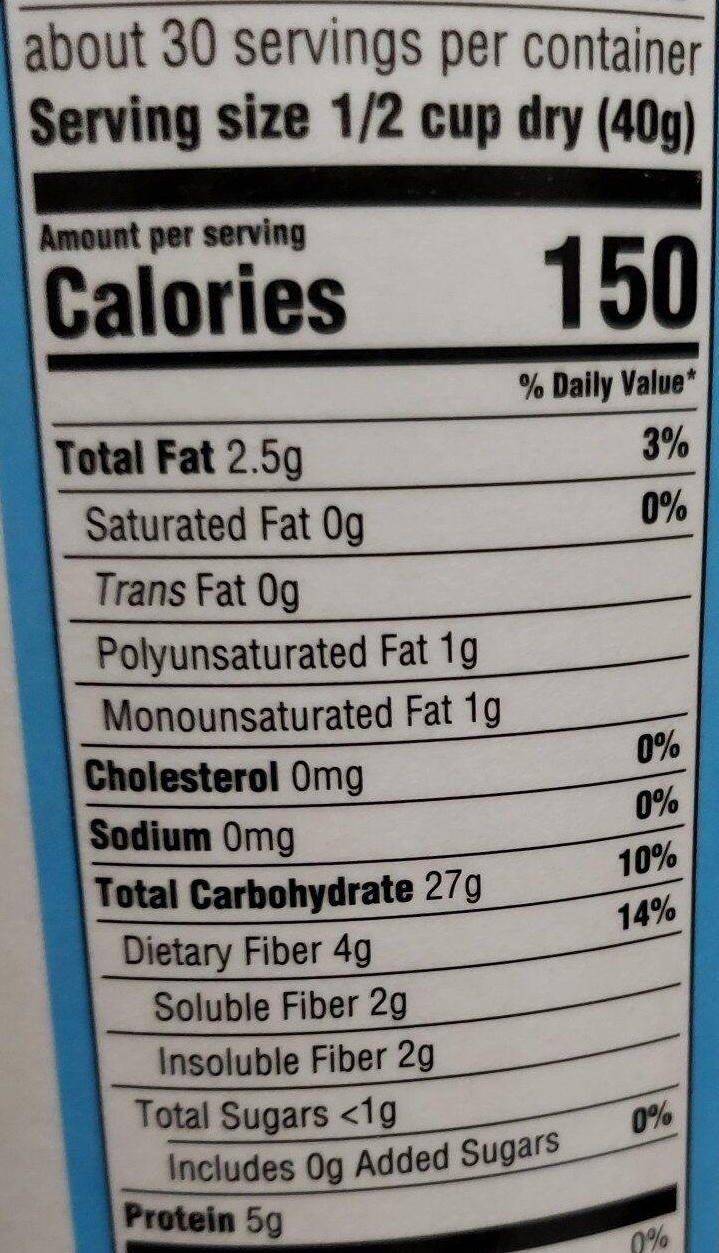 about 30 servings per container
Serving size 1/2 cup dry (40g)
Amount per serving
Calories 150
% Daily Value*
Total Fat 2.5g 3%
Saturated Fat 0g 0%
Trans Fat 0g
Polyunsaturated Fat 1g
Monounsaturated Fat 1g
Cholesterol 0mg 0%
Sodium 0mg 0%
Total Carbohydrate 27g 10%
Dietary Fiber 4g 14%
Soluble Fiber 2g
Insoluble Fiber 2g
Total Sugars <1g
Includes 0g Added Sugars 0%
Protein 5g
0%